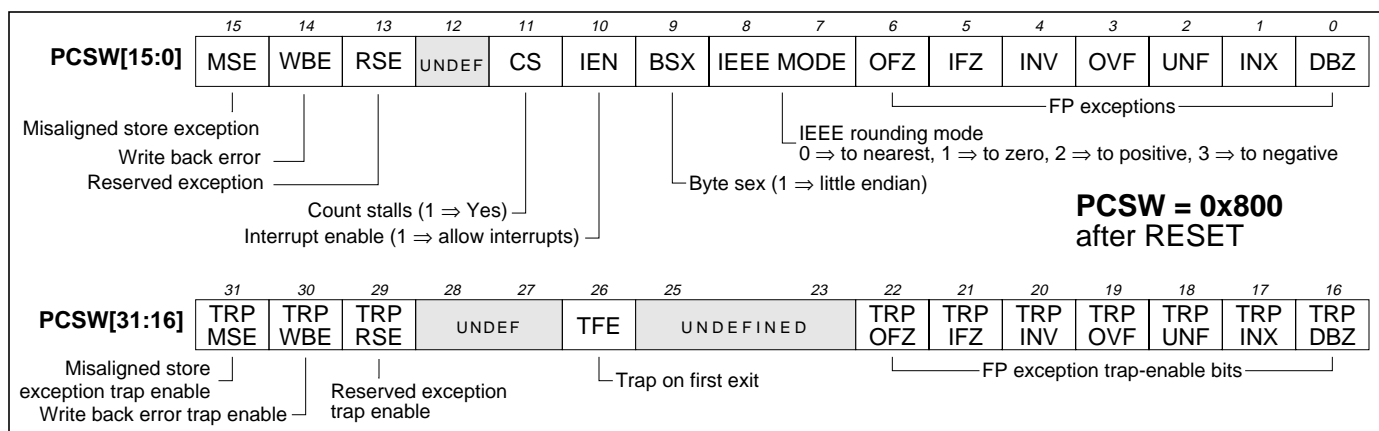 15 14 13 12 11 10 9 8 7 6 5 4 3 2 1 0
PCSW[15:0] MSE WBE RSE UNDEF CS IEN BSX IEEE MODE OFZ IFZ INV OVF UNF INX DBZ
FP exceptions
Misaligned store exception
IEEE rounding mode
Write back error
0 ⇒ to nearest, 1 ⇒ to zero, 2 ⇒ to positive, 3 ⇒ to negative
Reserved exception
Byte sex (1 ⇒ little endian)
Count stalls (1 ⇒ Yes)
Interrupt enable (1 ⇒ allow interrupts)
PCSW = 0x800
after RESET
31 30 29 28 27 26 25 23 22 21 20 19 18 17 16
PCSW[31:16] TRP MSE TRP WBE TRP RSE UNDEF TFE UNDEFINED TRP OFZ TRP IFZ TRP INV TRP OVF TRP UNF TRP INX TRP DBZ
Misaligned store
exception trap enable
Write back error trap enable
Reserved exception
trap enable
Trap on first exit
FP exception trap-enable bits